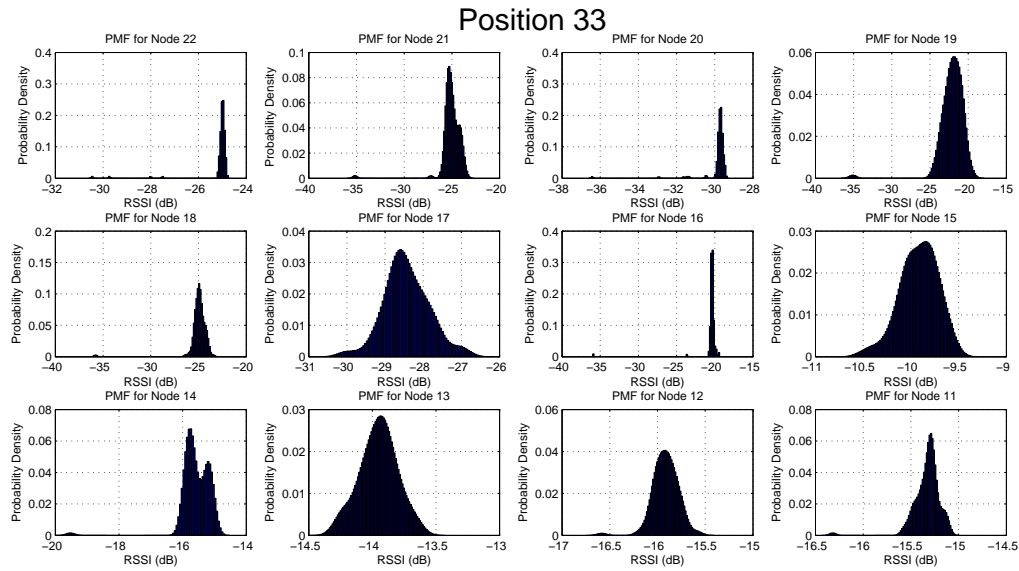 Position 33
PMF for Node 22 PMF for Node 21 PMF for Node 20 PMF for Node 19
0.4 0.1 0.4 0.06
0.3 0.08 0.3
0.06 0.04
0.2 0.2
0.04 0.02
0.1 0.02 0.1
0 0 0 0
Probability Density Probability Density Probability Density Probability Density
−32 −30 −28 −26 −24 −40 −35 −30 −25 −20 −38 −36 −34 −32 −30 −28 −40 −35 −30 −25 −20 −15
RSSI (dB) RSSI (dB) RSSI (dB) RSSI (dB)
PMF for Node 18 PMF for Node 17 PMF for Node 16 PMF for Node 15
0.2 0.04 0.4 0.03
0.15 0.03 0.3 0.02
0.1 0.02 0.2
0.05 0.01 0.1 0.01
0 0 0 0
Probability Density Probability Density Probability Density Probability Density
−40 −35 −30 −25 −20 −31 −30 −29 −28 −27 −26 −40 −35 −30 −25 −20 −15 −11 −10.5 −10 −9.5 −9
RSSI (dB) RSSI (dB) RSSI (dB) RSSI (dB)
PMF for Node 14 PMF for Node 13 PMF for Node 12 PMF for Node 11
0.08 0.03 0.06 0.08
0.06 0.02 0.04 0.06
0.04 0.04
0.02 0.01 0.02 0.02
0 0 0 0
Probability Density Probability Density Probability Density Probability Density
−20 −18 −16 −14 −14.5 −14 −13.5 −13 −17 −16.5 −16 −15.5 −15 −16.5 −16 −15.5 −15 −14.5
RSSI (dB) RSSI (dB) RSSI (dB) RSSI (dB)